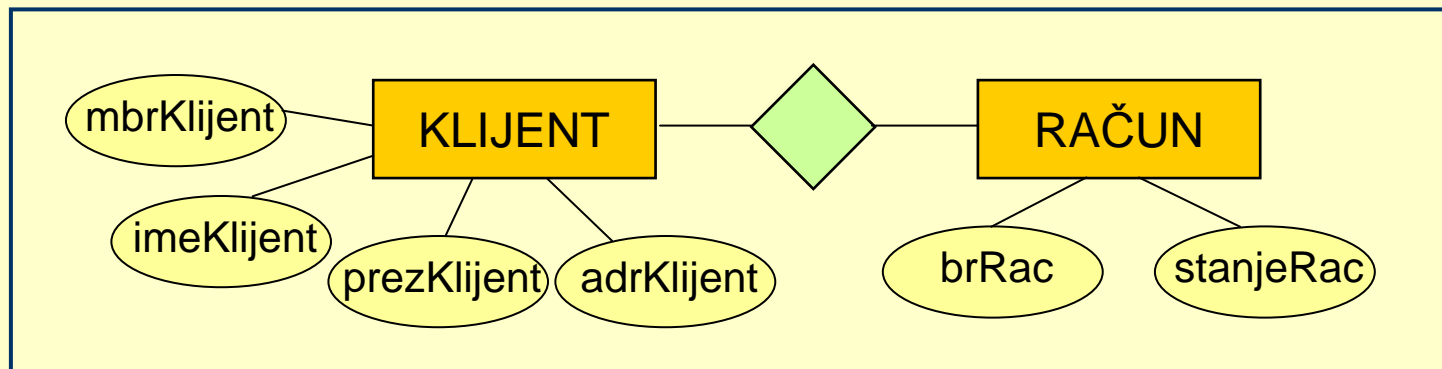 KLIJENT
RAČUN
mbrKlijent
imeKlijent
prezKlijent
adrKlijent
brRac
stanjeRac